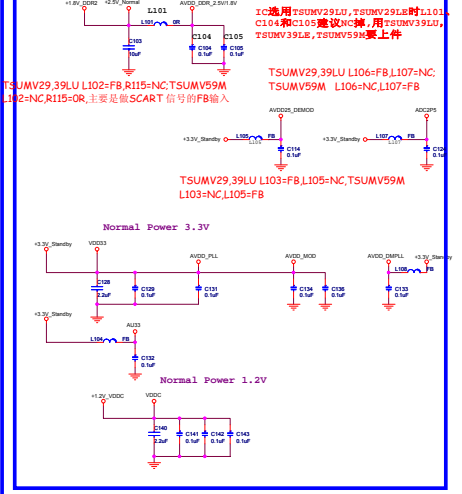 +1.8V_DDR2
+2.5V_Normal
AVDD_DDR_2.5V/1.8V
L101
L101 0R
C103
10uF
C104
C104
0.1uF
C105
C105
0.1uF
IC选用TSUMV29LU,TSUMV29LE时L101、
C104和C105建议NC掉,用TSUMV39LU,
TSUMV39LE,TSUMV59M要上件
TSUMV29,39LU L102=FB,R115=NC;TSUMV59M
L102=NC,R115=0R,主要是做SCART 信号的FB输入
TSUMV29,39LU L106=FB,L107=NC;
TSUMV59M L106=NC,L107=FB
AVDD25_DEMOD
+3.3V_Standby
L105 FB
L106
C114
0.1uF
ADC2P5
+3.3V_Standby
L107 FB
L107
0.1uF
TSUMV29,39LU L103=FB,L105=NC,TSUMV59M
L103=NC,L105=FB
Normal Power 3.3V
+3.3V_Standby
VDD33
AVDD_PLL
AVDD_MOD
AVDD_DMPLL
+3.3V_Standby
L108 FB
C128
2.2uF
C129
0.1uF
C131
0.1uF
C134
0.1uF
C136
0.1uF
C133
0.1uF
+3.3V_Standby
AU33
L104 FB
C132
0.1uF
Normal Power 1.2V
+1.2V_VDDC
VDDC
C140
2.2uF
C141
0.1uF
C142
0.1uF
C143
0.1uF